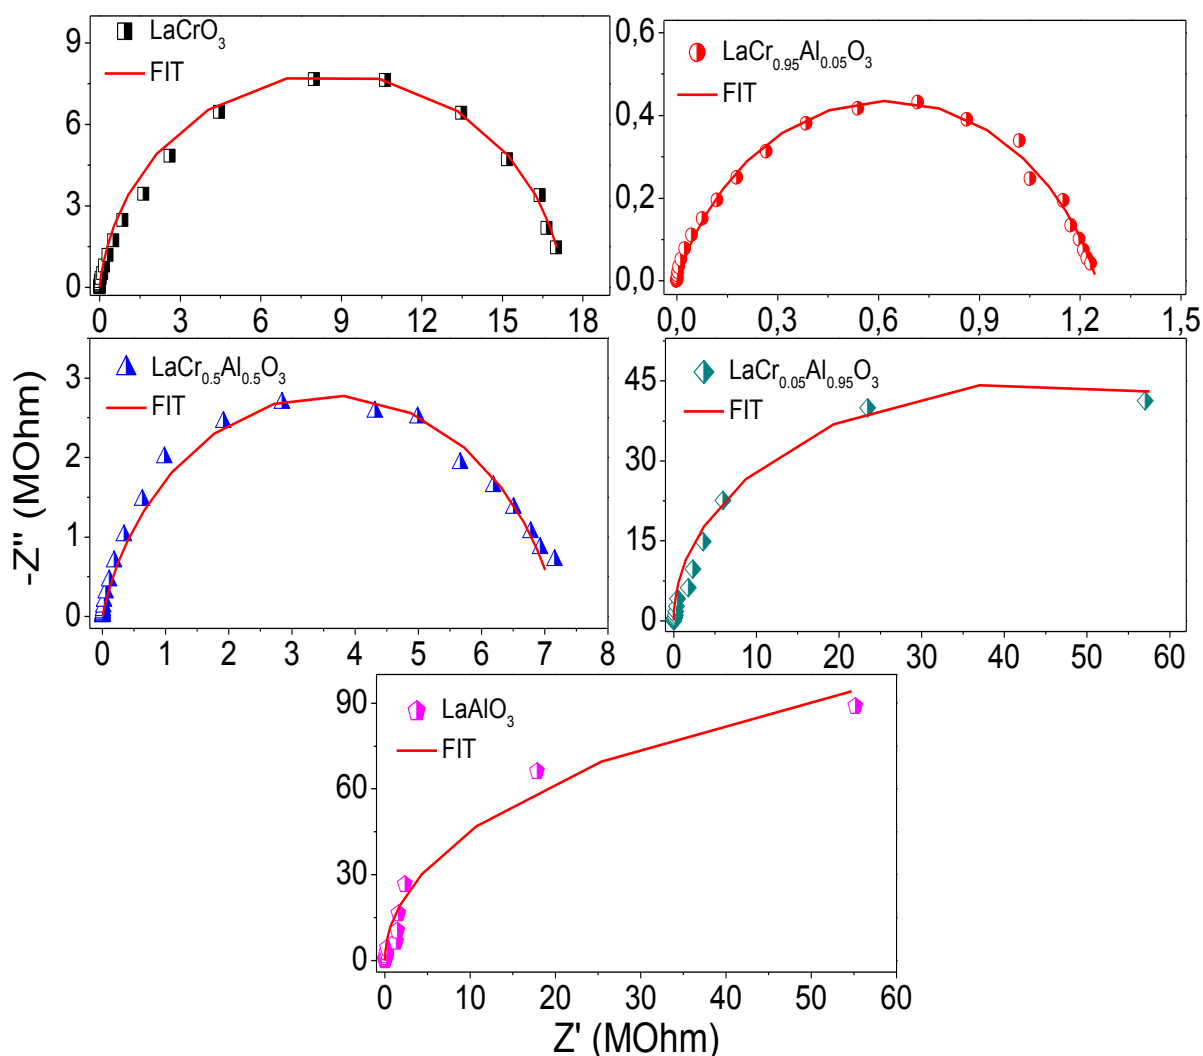 LaCrO₃
FIT
9
6
3
0
0 3 6 9 12 15 18
LaCr₀.₉₅Al₀.₀₅O₃
FIT
0,6
0,4
0,2
0,0
0,0 0,3 0,6 0,9 1,2 1,5
-Z'' (MOhm)
LaCr₀.₅Al₀.₅O₃
FIT
3
2
1
0
0 1 2 3 4 5 6 7 8
LaCr₀.₀₅Al₀.₉₅O₃
FIT
45
30
15
0
0 10 20 30 40 50 60
LaAlO₃
FIT
90
60
30
0
0 10 20 30 40 50 60
Z' (MOhm)